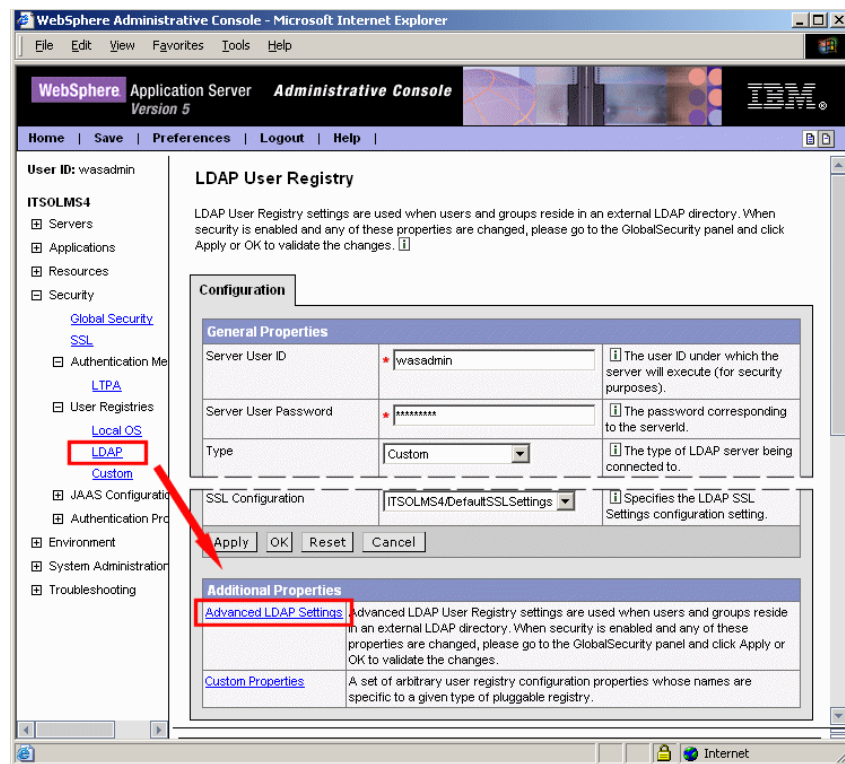 WebSphere Administrative Console - Microsoft Internet Explorer
File Edit View Favorites Tools Help
WebSphere Application Server Administrative Console
Version 5
IBM
Home | Save | Preferences | Logout | Help |
User ID: wasadmin
ITSOLMS4
Servers
Applications
Resources
Security
Global Security
SSL
Authentication Me
LTPA
User Registries
Local OS
LDAP
Custom
JAAS Configuratio
Authentication Pro
Environment
System Administration
Troubleshooting
LDAP User Registry
LDAP User Registry settings are used when users and groups reside in an external LDAP directory. When
security is enabled and any of these properties are changed, please go to the GlobalSecurity panel and click
Apply or OK to validate the changes. i
Configuration
General Properties
Server User ID
* wasadmin
i The user ID under which the
server will execute (for security
purposes).
Server User Password
* *********
i The password corresponding
to the serverId.
Type
Custom
i The type of LDAP server being
connected to.
SSL Configuration
ITSOLMS4/DefaultSSLSettings
i Specifies the LDAP SSL
Settings configuration setting.
Apply OK Reset Cancel
Additional Properties
Advanced LDAP Settings
Advanced LDAP User Registry settings are used when users and groups reside
in an external LDAP directory. When security is enabled and any of these
properties are changed, please go to the GlobalSecurity panel and click Apply or
OK to validate the changes.
Custom Properties
A set of arbitrary user registry configuration properties whose names are
specific to a given type of pluggable registry.
Internet